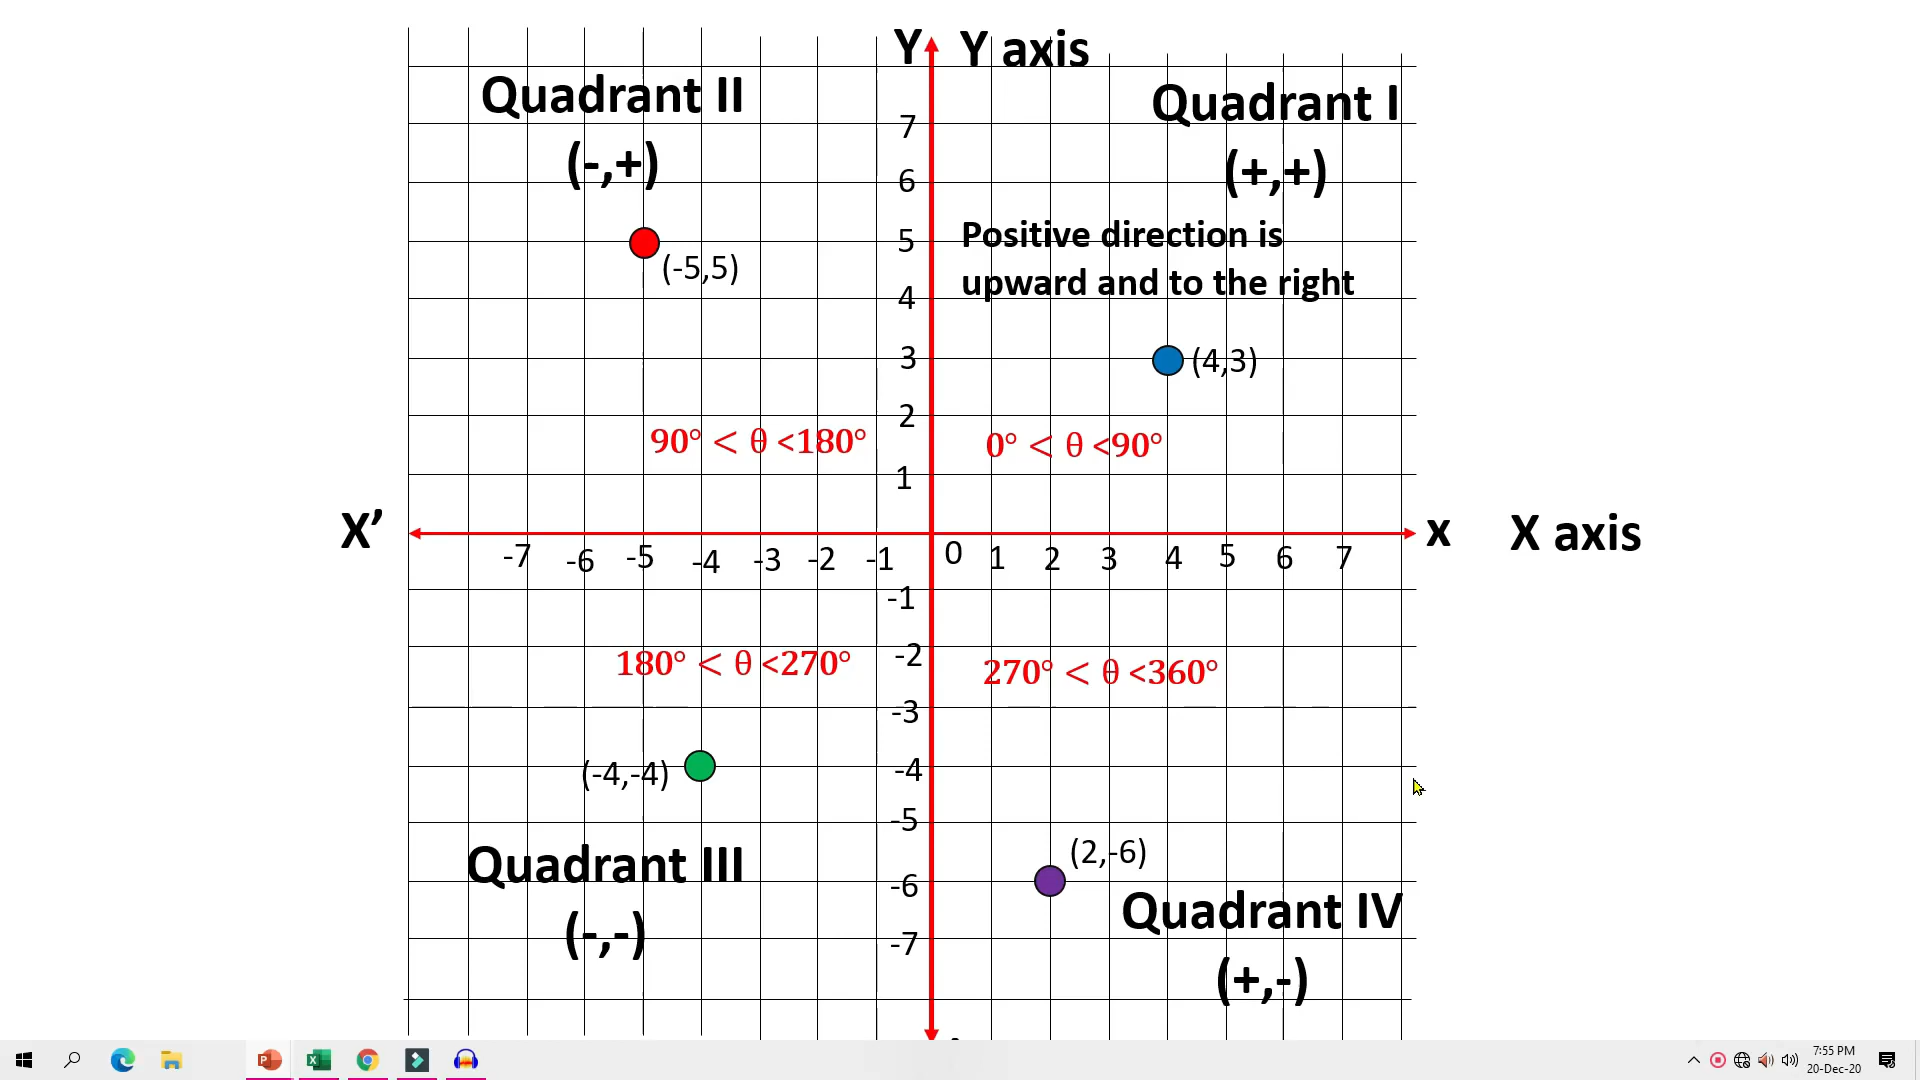 Y Y axis
Quadrant II
(-,+)
Quadrant I
(+,+)
7
6
5
4
3
2
1
Positive direction is
upward and to the right
(-5,5)
(4,3)
90° < θ <180°
0° < θ <90°
X’
x X axis
-7 -6 -5 -4 -3 -2 -1 0 1 2 3 4 5 6 7
-1
-2
-3
-4
-5
-6
-7
180° < θ <270°
270° < θ <360°
(-4,-4)
(2,-6)
Quadrant III
(-,-)
Quadrant IV
(+,-)
7:55 PM
20-Dec-20